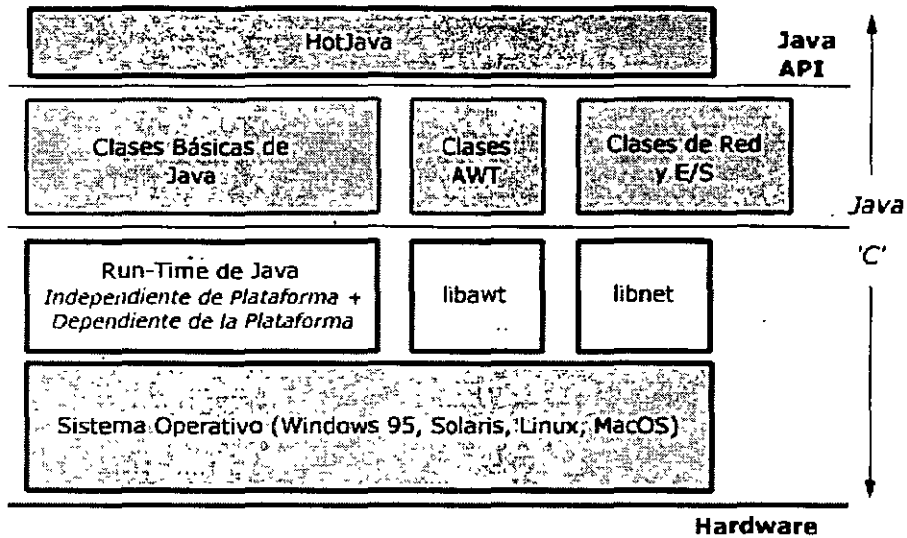 HotJava
Java
API
Clases Básicas de
Java
Clases
AWT
Clases de Red
y E/S
Java
'C'
Run-Time de Java
Independiente de Plataforma +
Dependiente de la Plataforma
libawt
libnet
Sistema Operativo (Windows 95, Solaris, Linux, MacOS)
Hardware